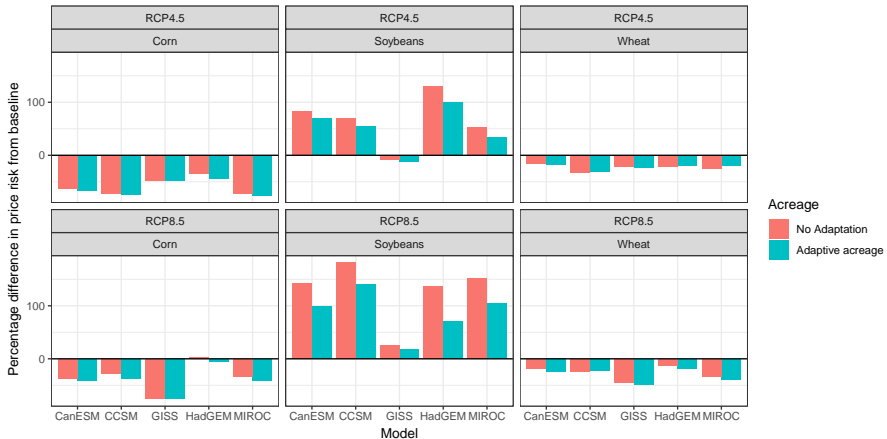 RCP4.5
RCP4.5
RCP4.5
Corn
Soybeans
Wheat
100
0
RCP8.5
RCP8.5
RCP8.5
Corn
Soybeans
Wheat
100
0
CanESM CCSM GISS HadGEM MIROC
CanESM CCSM GISS HadGEM MIROC
CanESM CCSM GISS HadGEM MIROC
Model
Percentage difference in price risk from baseline
Acreage
No Adaptation
Adaptive acreage